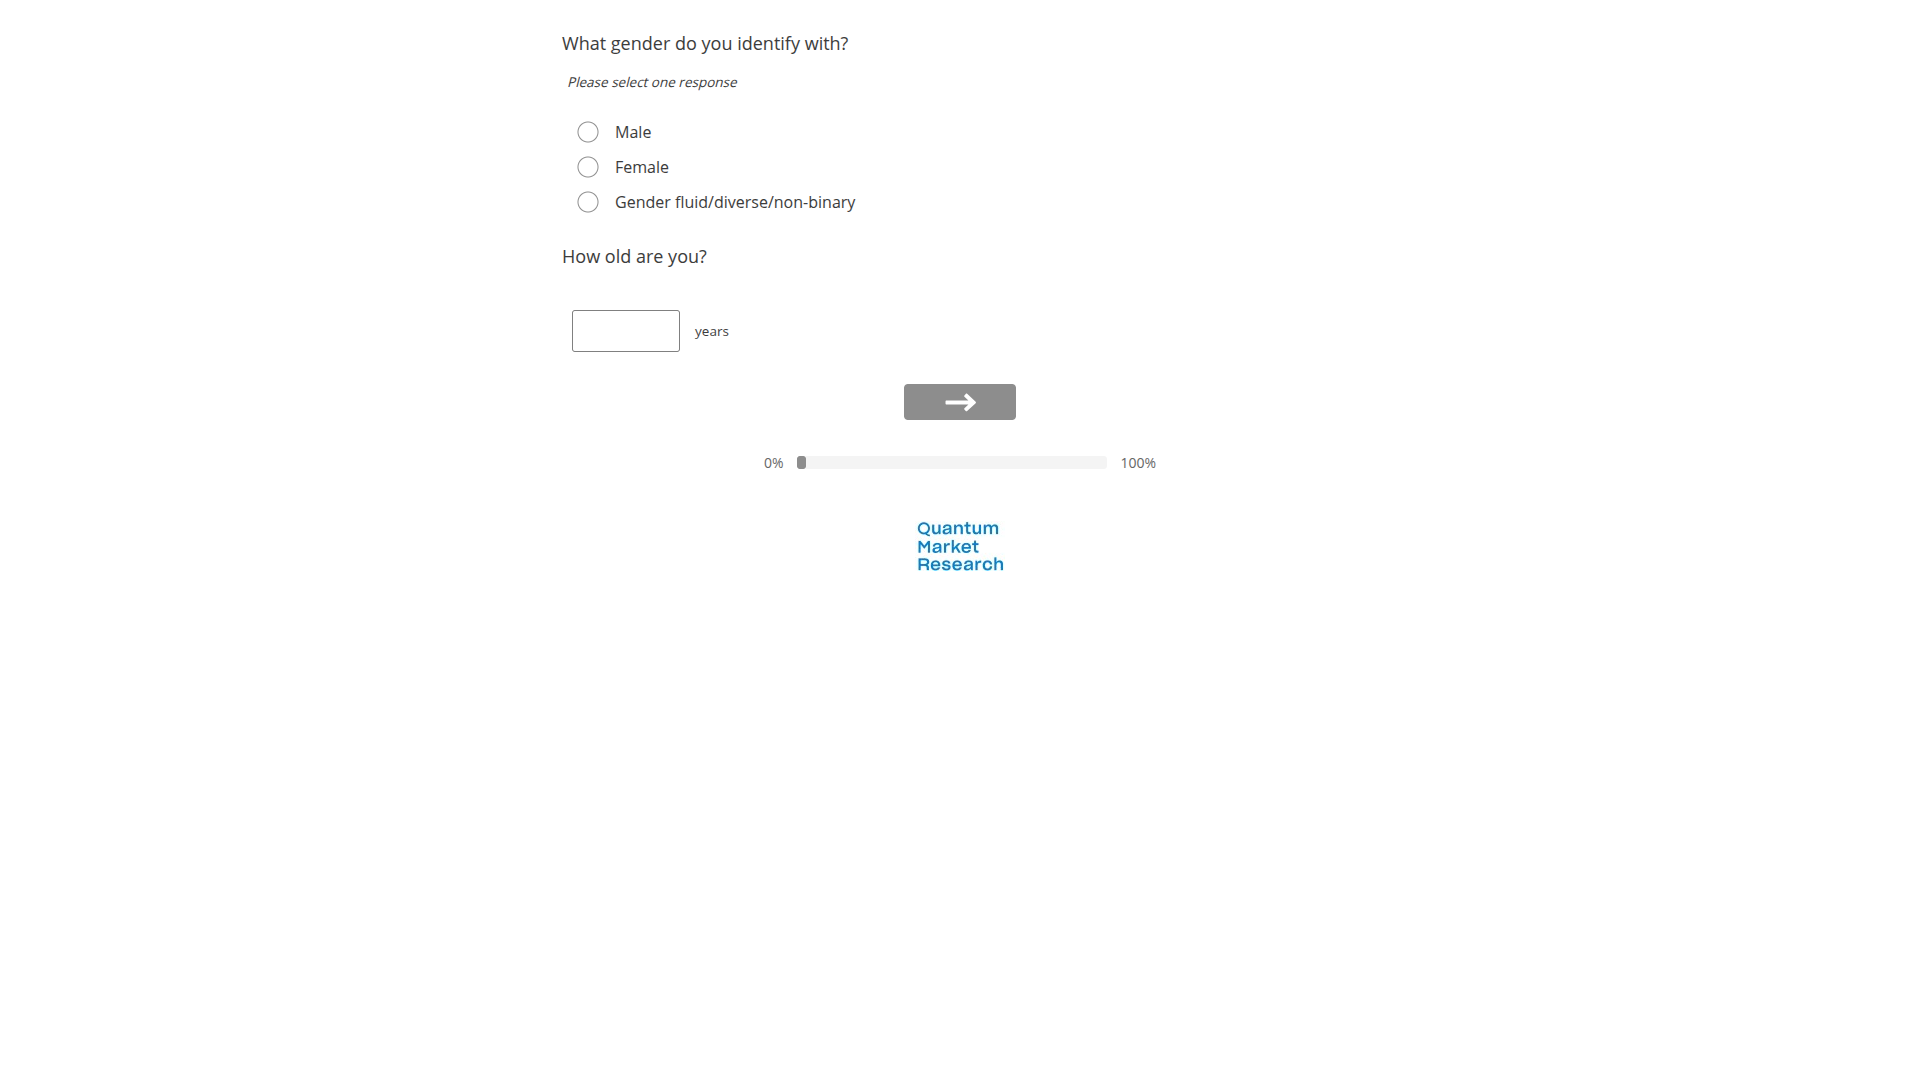 What gender do you identify with?
Please select one response
Male
Female
Gender fluid/diverse/non-binary
How old are you?
years
0% 100%
Quantum
Market
Research